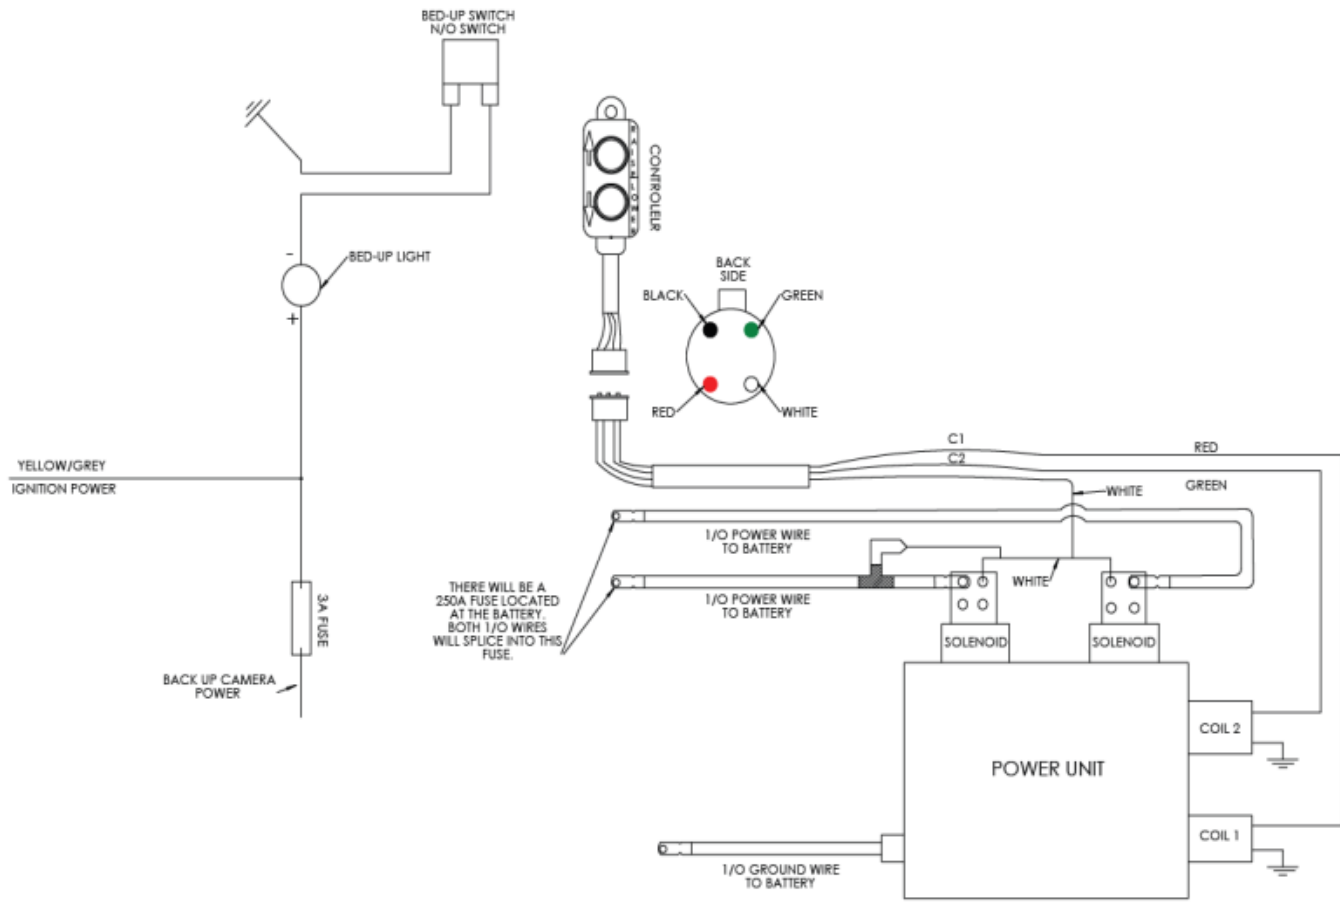 BED-UP SWITCH
N/O SWITCH
RAISE LOWER
CONTROLELR
BED-UP LIGHT
-
+
BACK
SIDE
BLACK
GREEN
RED
WHITE
YELLOW/GREY
IGNITION POWER
C1
RED
C2
GREEN
WHITE
1/O POWER WIRE
TO BATTERY
THERE WILL BE A
250A FUSE LOCATED
AT THE BATTERY.
BOTH 1/O WIRES
WILL SPLICE INTO THIS
FUSE.
WHITE
1/O POWER WIRE
TO BATTERY
3A FUSE
SOLENOID
SOLENOID
BACK UP CAMERA
POWER
COIL 2
POWER UNIT
COIL 1
1/O GROUND WIRE
TO BATTERY